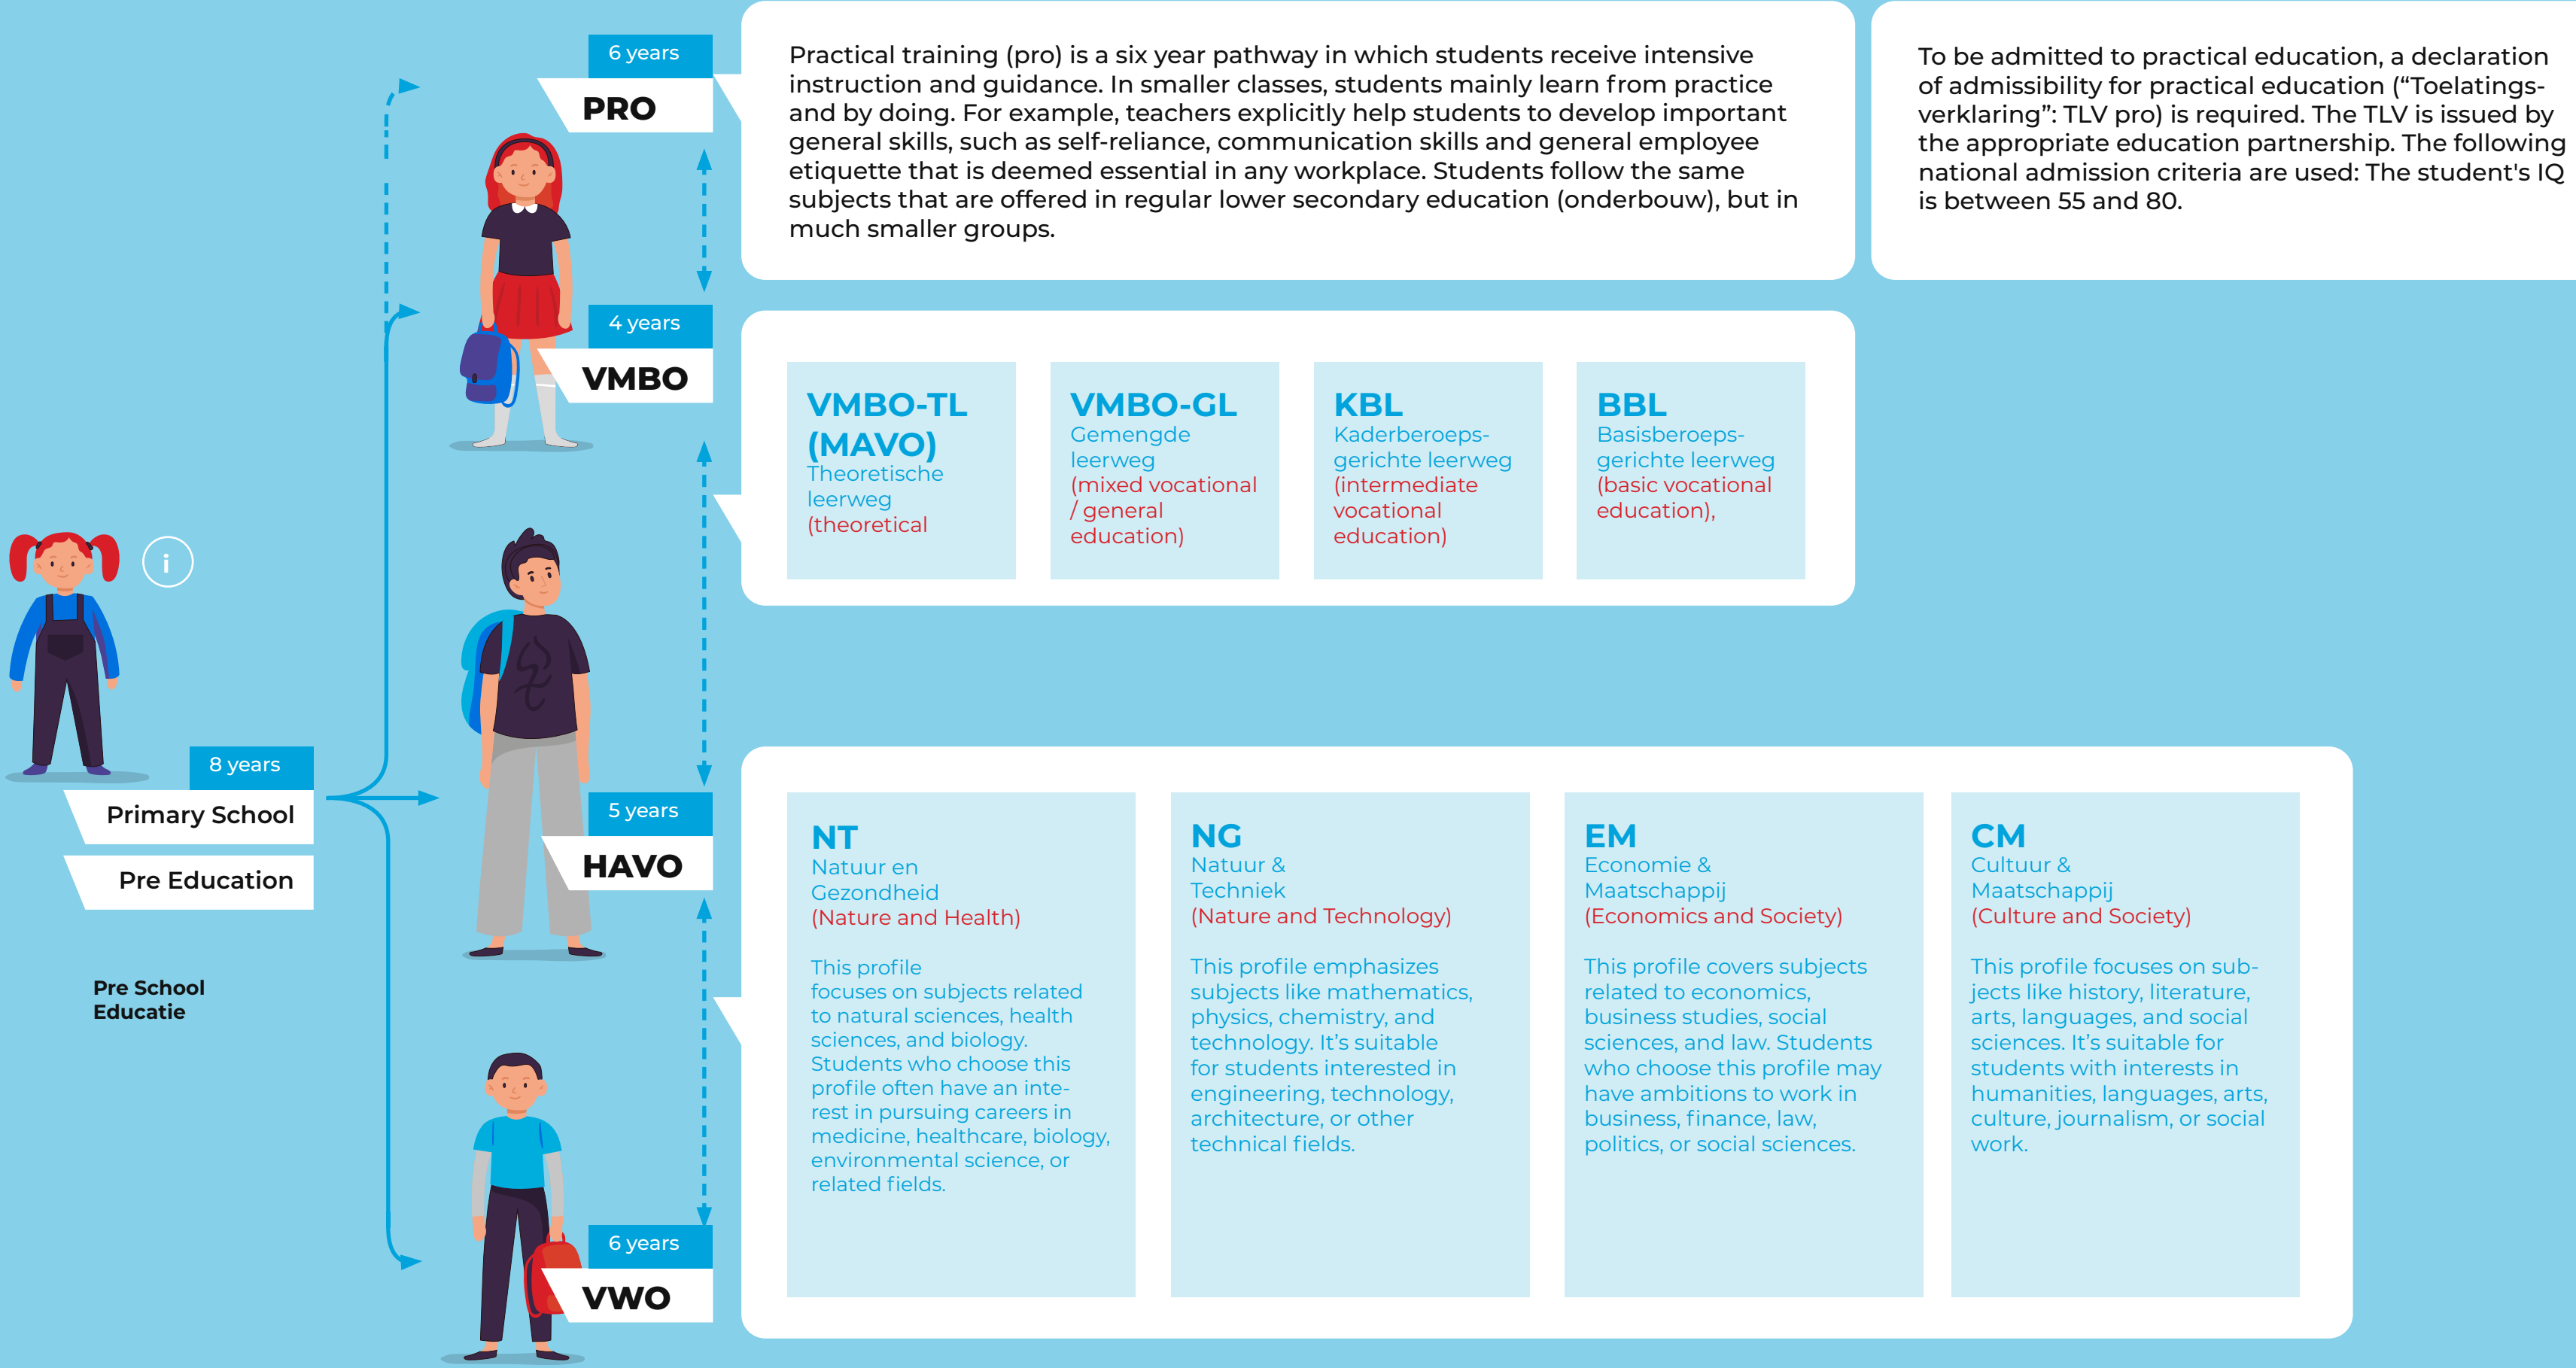 6 years
PRO
Practical training (pro) is a six year pathway in which students receive intensive
instruction and guidance. In smaller classes, students mainly learn from practice
and by doing. For example, teachers explicitly help students to develop important
general skills, such as self-reliance, communication skills and general employee
etiquette that is deemed essential in any workplace. Students follow the same
subjects that are offered in regular lower secondary education (onderbouw), but in
much smaller groups.
To be admitted to practical education, a declaration
of admissibility for practical education (“Toelatings-
verklaring”: TLV pro) is required. The TLV is issued by
the appropriate education partnership. The following
national admission criteria are used: The student's IQ
is between 55 and 80.
4 years
VMBO
VMBO-TL
(MAVO)
Theoretische
leerweg
(theoretical
VMBO-GL
Gemengde
leerweg
(mixed vocational
/ general
education)
KBL
Kaderberoeps-
gerichte leerweg
(intermediate
vocational
education)
BBL
Basisberoeps-
gerichte leerweg
(basic vocational
education),
i
8 years
Primary School
Pre Education
Pre School
Educatie
5 years
HAVO
NT
Natuur en
Gezondheid
(Nature and Health)
This profile
focuses on subjects related
to natural sciences, health
sciences, and biology.
Students who choose this
profile often have an inte-
rest in pursuing careers in
medicine, healthcare, biology,
environmental science, or
related fields.
NG
Natuur &
Techniek
(Nature and Technology)
This profile emphasizes
subjects like mathematics,
physics, chemistry, and
technology. It’s suitable
for students interested in
engineering, technology,
architecture, or other
technical fields.
EM
Economie &
Maatschappij
(Economics and Society)
This profile covers subjects
related to economics,
business studies, social
sciences, and law. Students
who choose this profile may
have ambitions to work in
business, finance, law,
politics, or social sciences.
CM
Cultuur &
Maatschappij
(Culture and Society)
This profile focuses on sub-
jects like history, literature,
arts, languages, and social
sciences. It’s suitable for
students with interests in
humanities, languages, arts,
culture, journalism, or social
work.
6 years
VWO